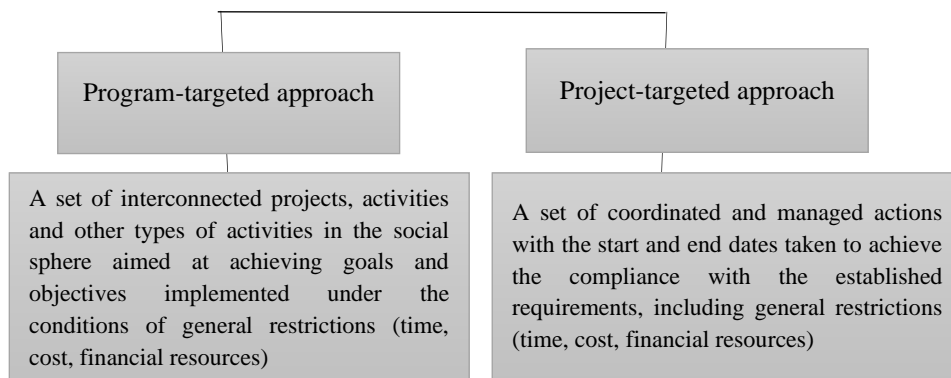 Program-targeted approach
Project-targeted approach
A set of interconnected projects, activities
and other types of activities in the social
sphere aimed at achieving goals and
objectives implemented under the
conditions of general restrictions (time,
cost, financial resources)
A set of coordinated and managed actions
with the start and end dates taken to achieve
the compliance with the established
requirements, including general restrictions
(time, cost, financial resources)